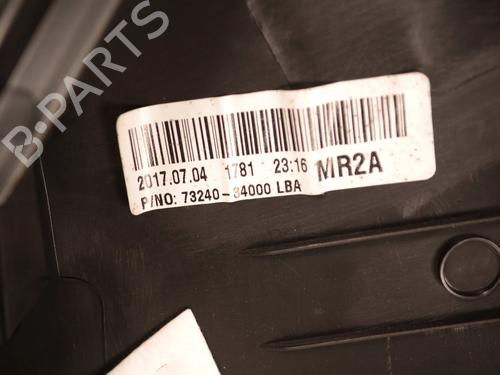 B-PARTS
2017.07.04 1781 23:16 MR2A
P/NO: 73240-34000 LBA